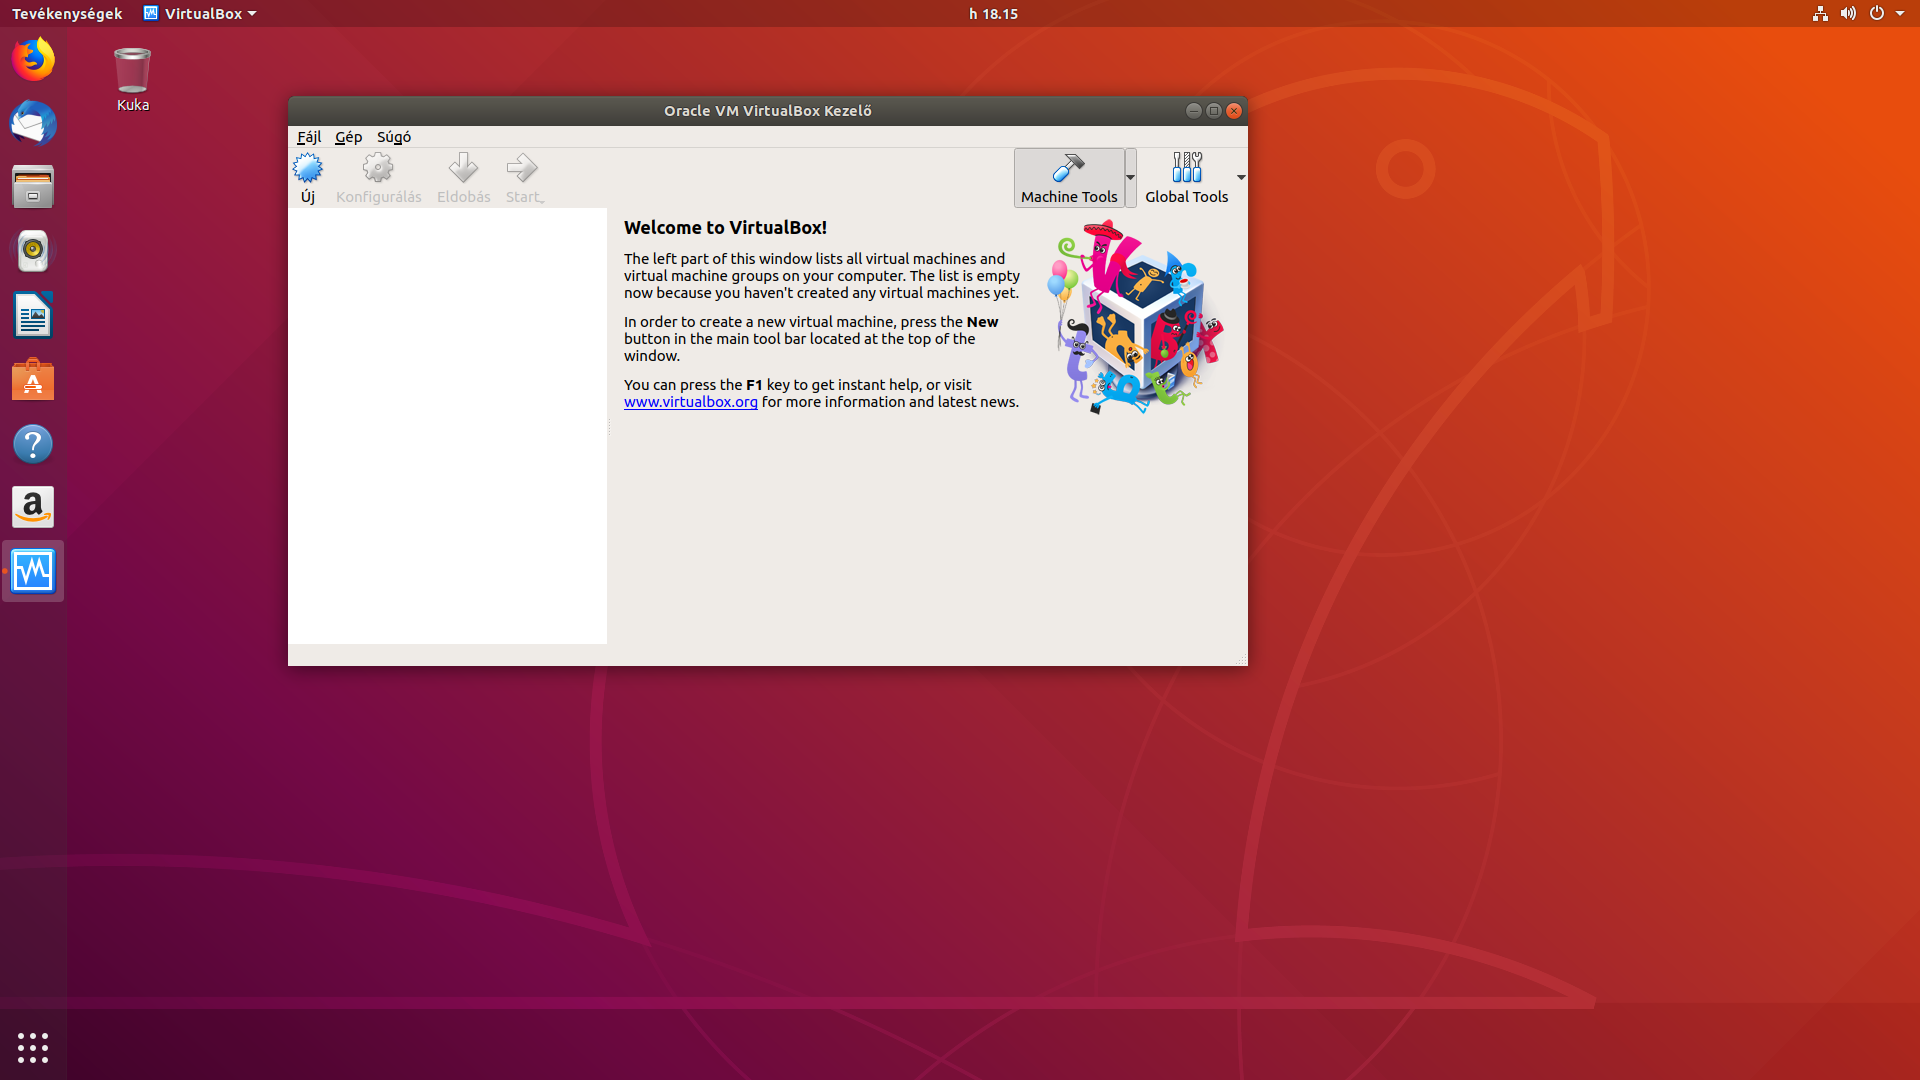 Tevékenységek VirtualBox h 18.15
Kuka
Oracle VM VirtualBox Kezelő
Fájl Gép Súgó
Új Konfigurálás Eldobás Start Machine Tools Global Tools
Welcome to VirtualBox!
The left part of this window lists all virtual machines and
virtual machine groups on your computer. The list is empty
now because you haven't created any virtual machines yet.
In order to create a new virtual machine, press the New
button in the main tool bar located at the top of the
window.
You can press the F1 key to get instant help, or visit
www.virtualbox.org for more information and latest news.